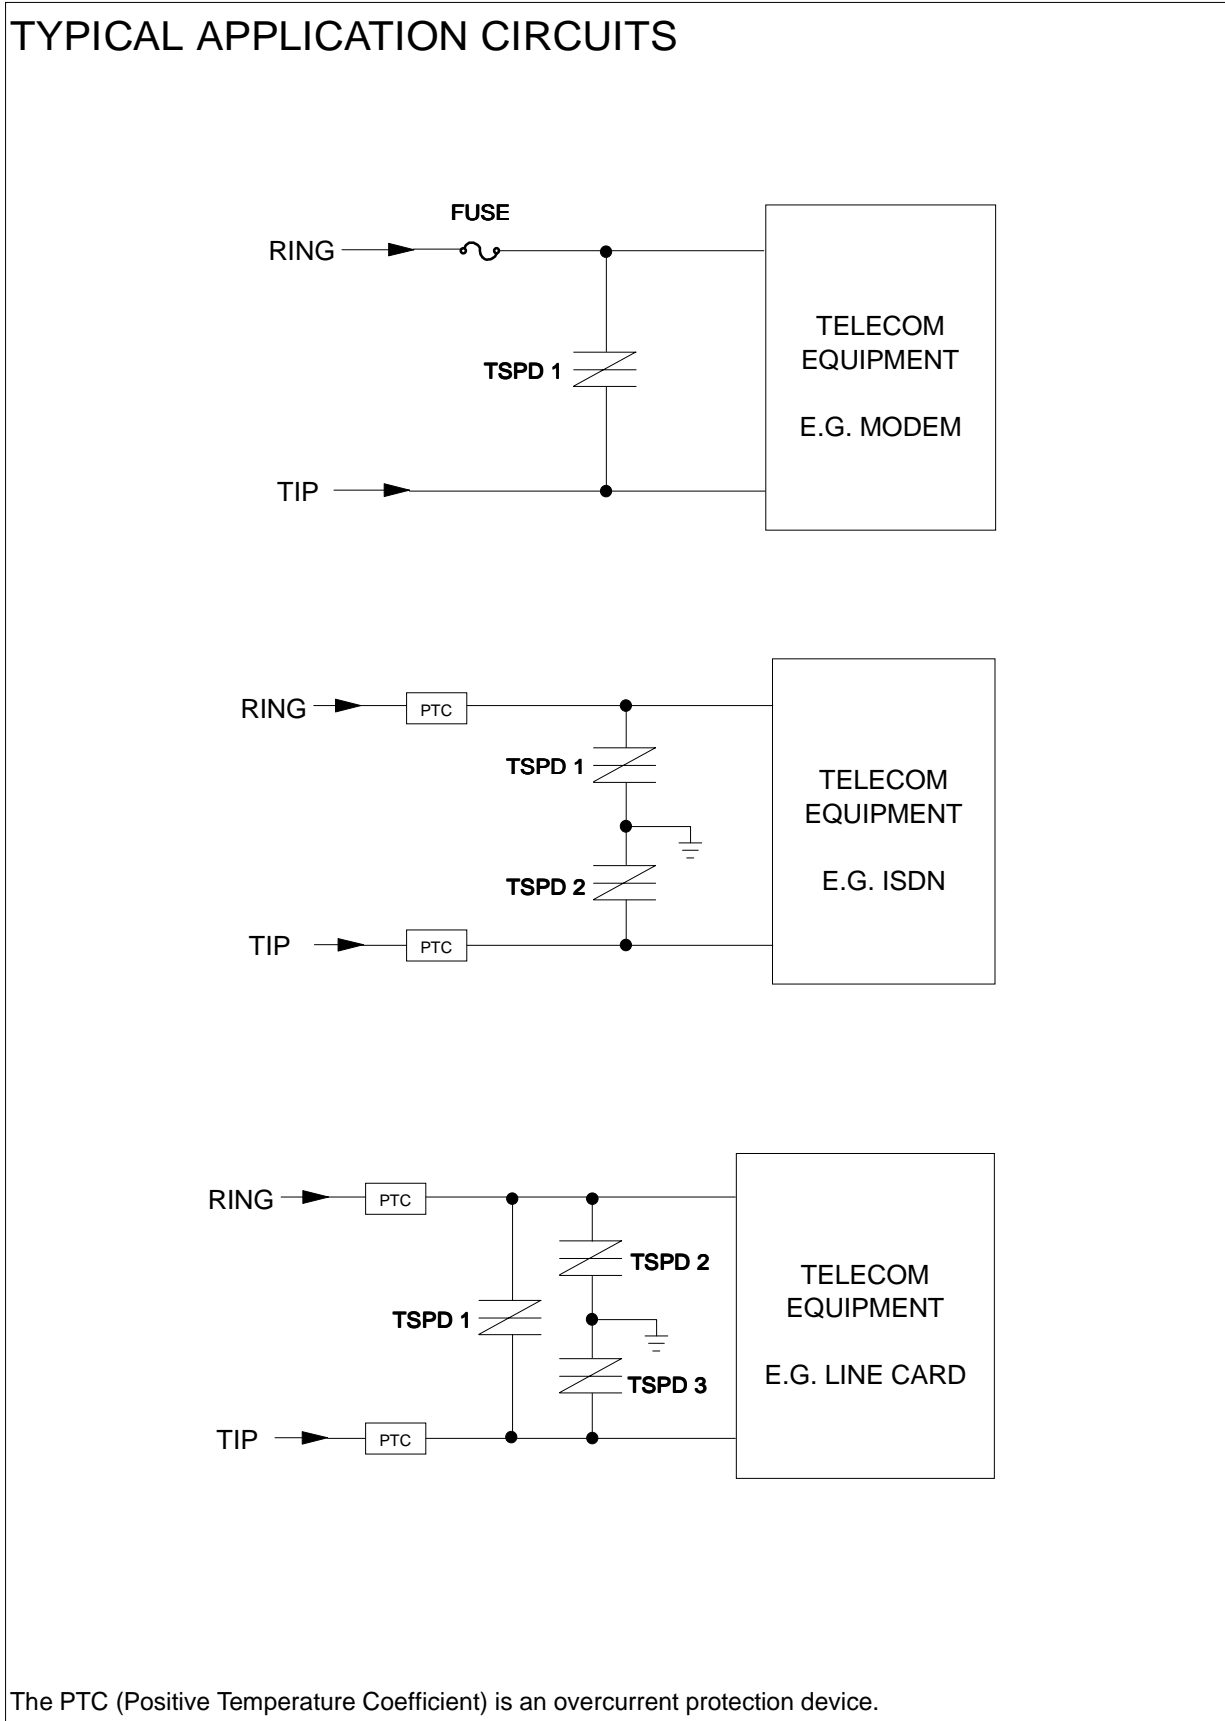 TYPICAL APPLICATION CIRCUITS
FUSE
RING
TSPD 1
TELECOM
EQUIPMENT
E.G. MODEM
TIP
RING
PTC
TSPD 1
TELECOM
EQUIPMENT
TSPD 2
E.G. ISDN
TIP
PTC
RING
PTC
TSPD 2
TSPD 1
TELECOM
EQUIPMENT
TSPD 3
E.G. LINE CARD
TIP
PTC
The PTC (Positive Temperature Coefficient) is an overcurrent protection device.